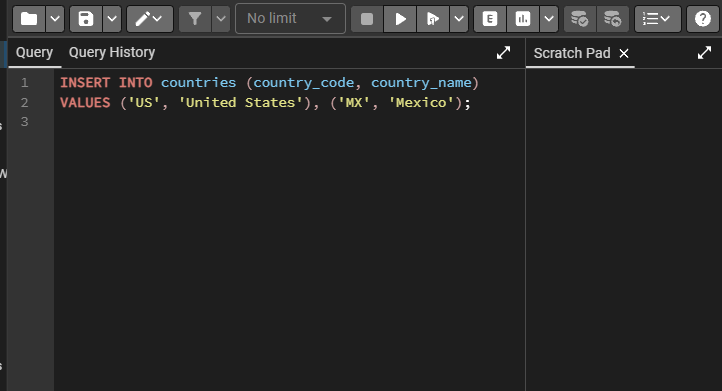 No limit
E
Query
Query History
Scratch Pad
1 INSERT INTO countries (country_code, country_name)
2 VALUES ('US', 'United States'), ('MX', 'Mexico');
3